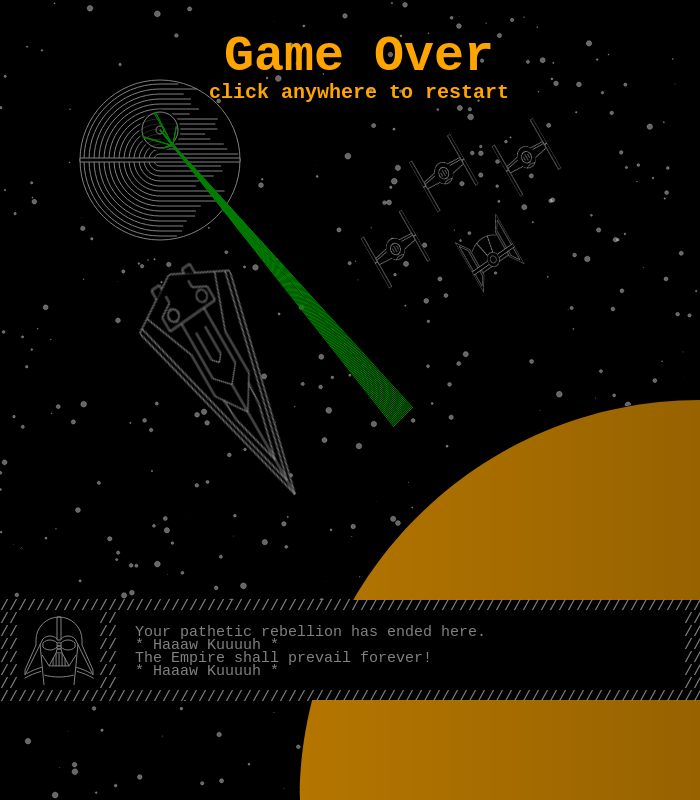 Game Over
click anywhere to restart
Your pathetic rebellion has ended here.
* Haaaw Kuuuuh *
The Empire shall prevail forever!
* Haaaw Kuuuuh *